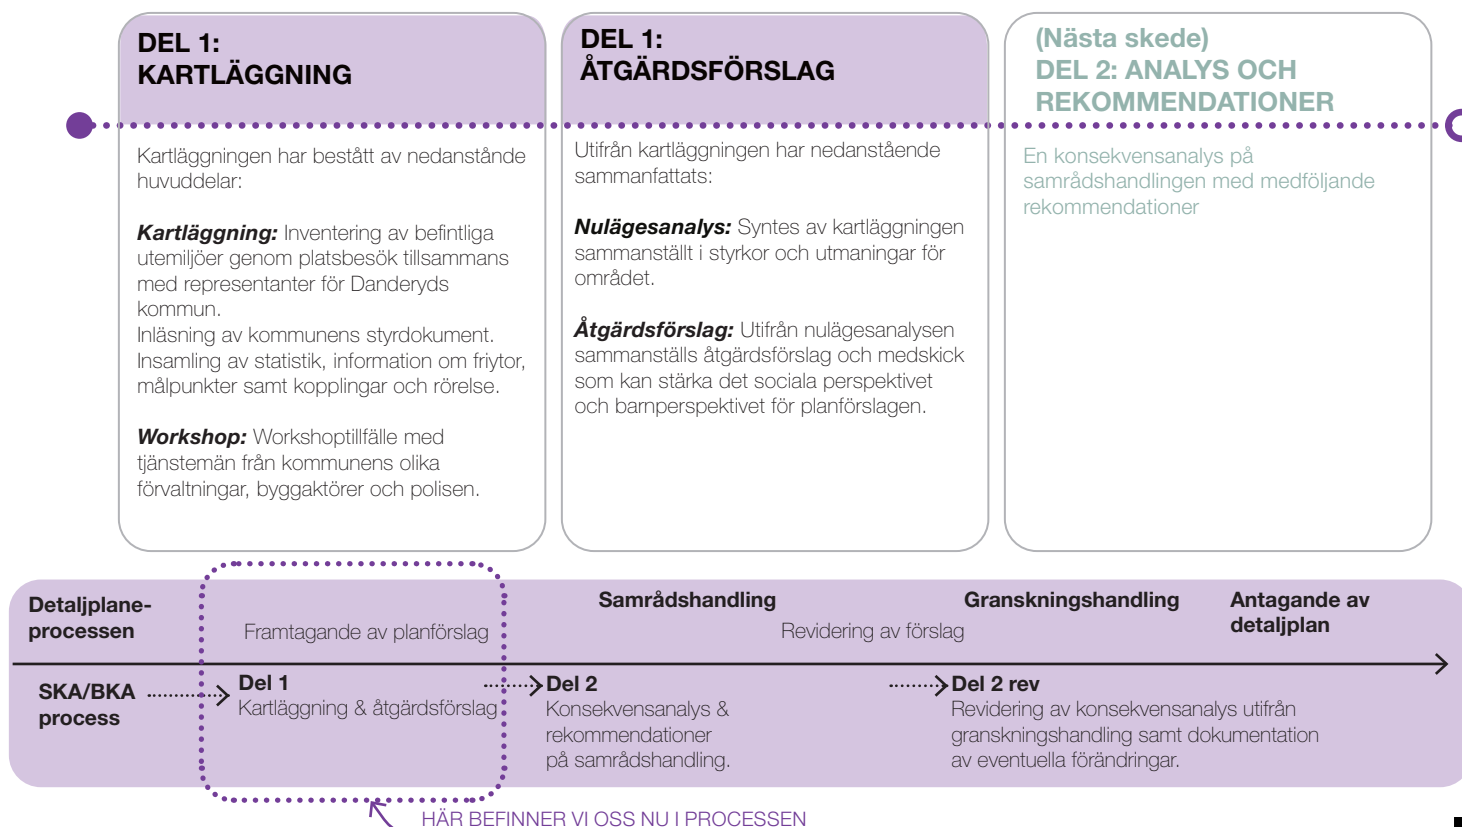 DEL 1:
KARTLÄGGNING
Kartläggningen har bestått av nedanstånde
huvuddelar:
Kartläggning: Inventering av befintliga
utemiljöer genom platsbesök tillsammans
med representanter för Danderyds
kommun.
Inläsning av kommunens styrdokument.
Insamling av statistik, information om friytor,
målpunkter samt kopplingar och rörelse.
Workshop: Workshoptillfälle med
tjänstemän från kommunens olika
förvaltningar, byggaktörer och polisen.
DEL 1:
ÅTGÄRDSFÖRSLAG
Utifrån kartläggningen har nedanstående
sammanfattats:
Nulägesanalys: Syntes av kartläggningen
sammanställt i styrkor och utmaningar för
området.
Åtgärdsförslag: Utifrån nulägesanalysen
sammanställs åtgärdsförslag och medskick
som kan stärka det sociala perspektivet
och barnperspektivet för planförslagen.
(Nästa skede)
DEL 2: ANALYS OCH
REKOMMENDATIONER
En konsekvensanalys på
samrådshandlingen med medföljande
rekommendationer
Detaljplane-
processen
Framtagande av planförslag
Samrådshandling
Revidering av förslag
Granskningshandling
Antagande av
detaljplan
SKA/BKA
process
Del 1
Kartläggning & åtgärdsförslag
Del 2
Konsekvensanalys &
rekommendationer
på samrådshandling.
Del 2 rev
Revidering av konsekvensanalys utifrån
granskningshandling samt dokumentation
av eventuella förändringar.
HÄR BEFINNER VI OSS NU I PROCESSEN